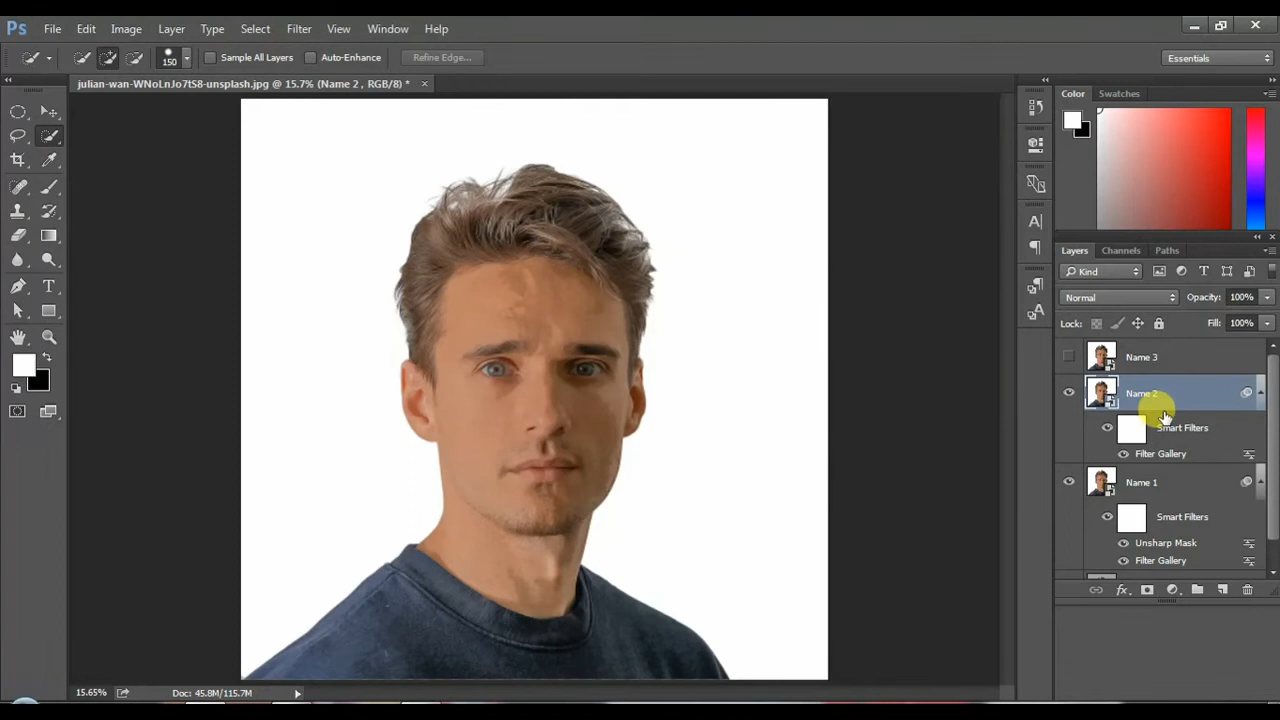 Ps File Edit Image Layer Type Select Filter View Window Help
150 Sample All Layers Auto-Enhance Refine Edge... Essentials
julian-wan-WNoLnJo7tS8-unsplash.jpg @ 15.7% (Name 2, RGB/8) *
Color Swatches
Layers Channels Paths
Kind
Normal Opacity: 100%
Lock: Fill: 100%
Name 3
Name 2
Smart Filters
Filter Gallery
Name 1
Smart Filters
Unsharp Mask
Filter Gallery
15.65% Doc: 45.8M/115.7M